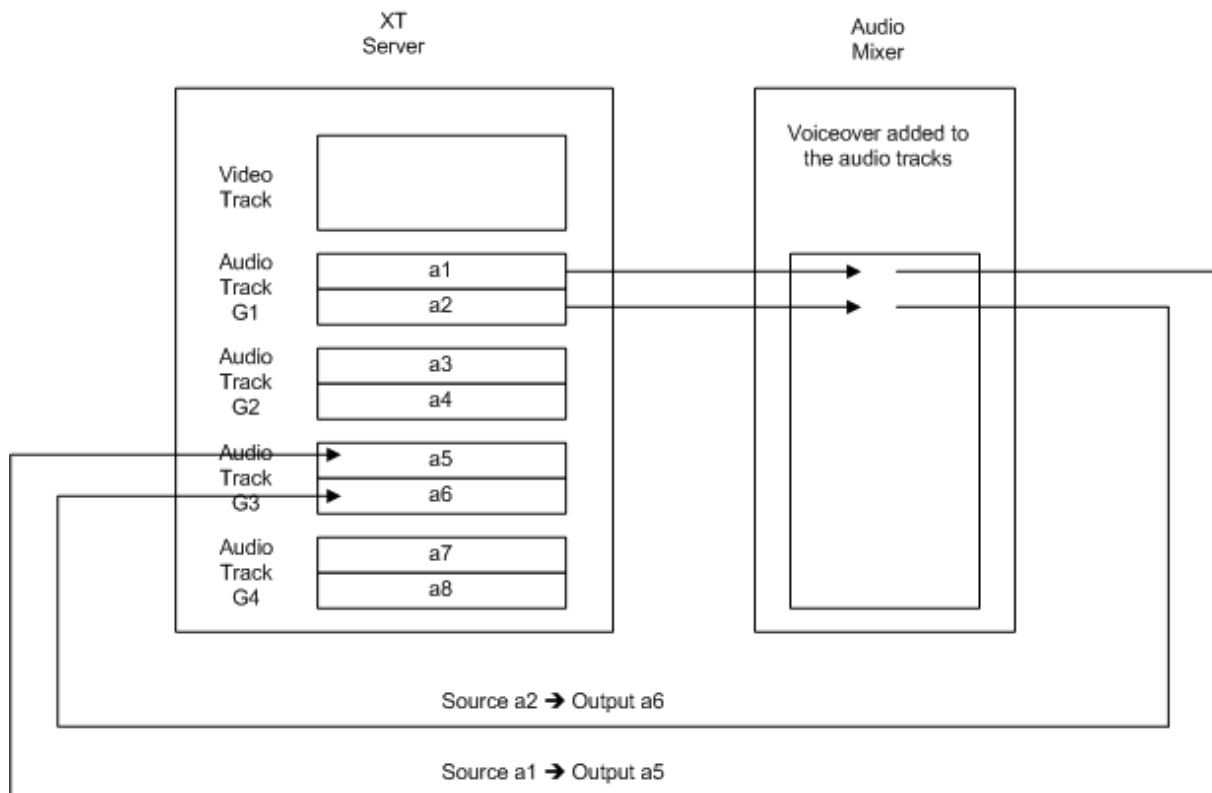 XT
Server
Audio
Mixer
Voiceover added to
the audio tracks
Video
Track
Audio
Track
G1
a1
a2
Audio
Track
G2
a3
a4
Audio
Track
G3
a5
a6
Audio
Track
G4
a7
a8
Source a2 → Output a6
Source a1 → Output a5